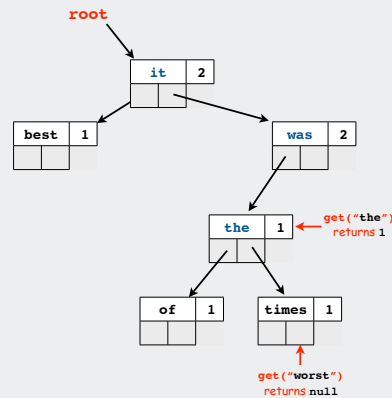 root
it 2
best 1
was 2
the 1
get("the")
returns 1
of 1
times 1
get("worst")
returns null